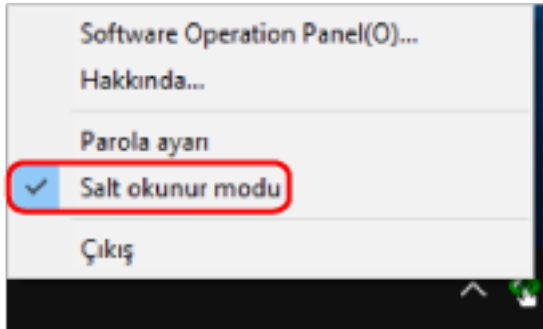 Software Operation Panel(O)...
Hakkında...
Parola ayarı
Salt okunur modu
Çıkış